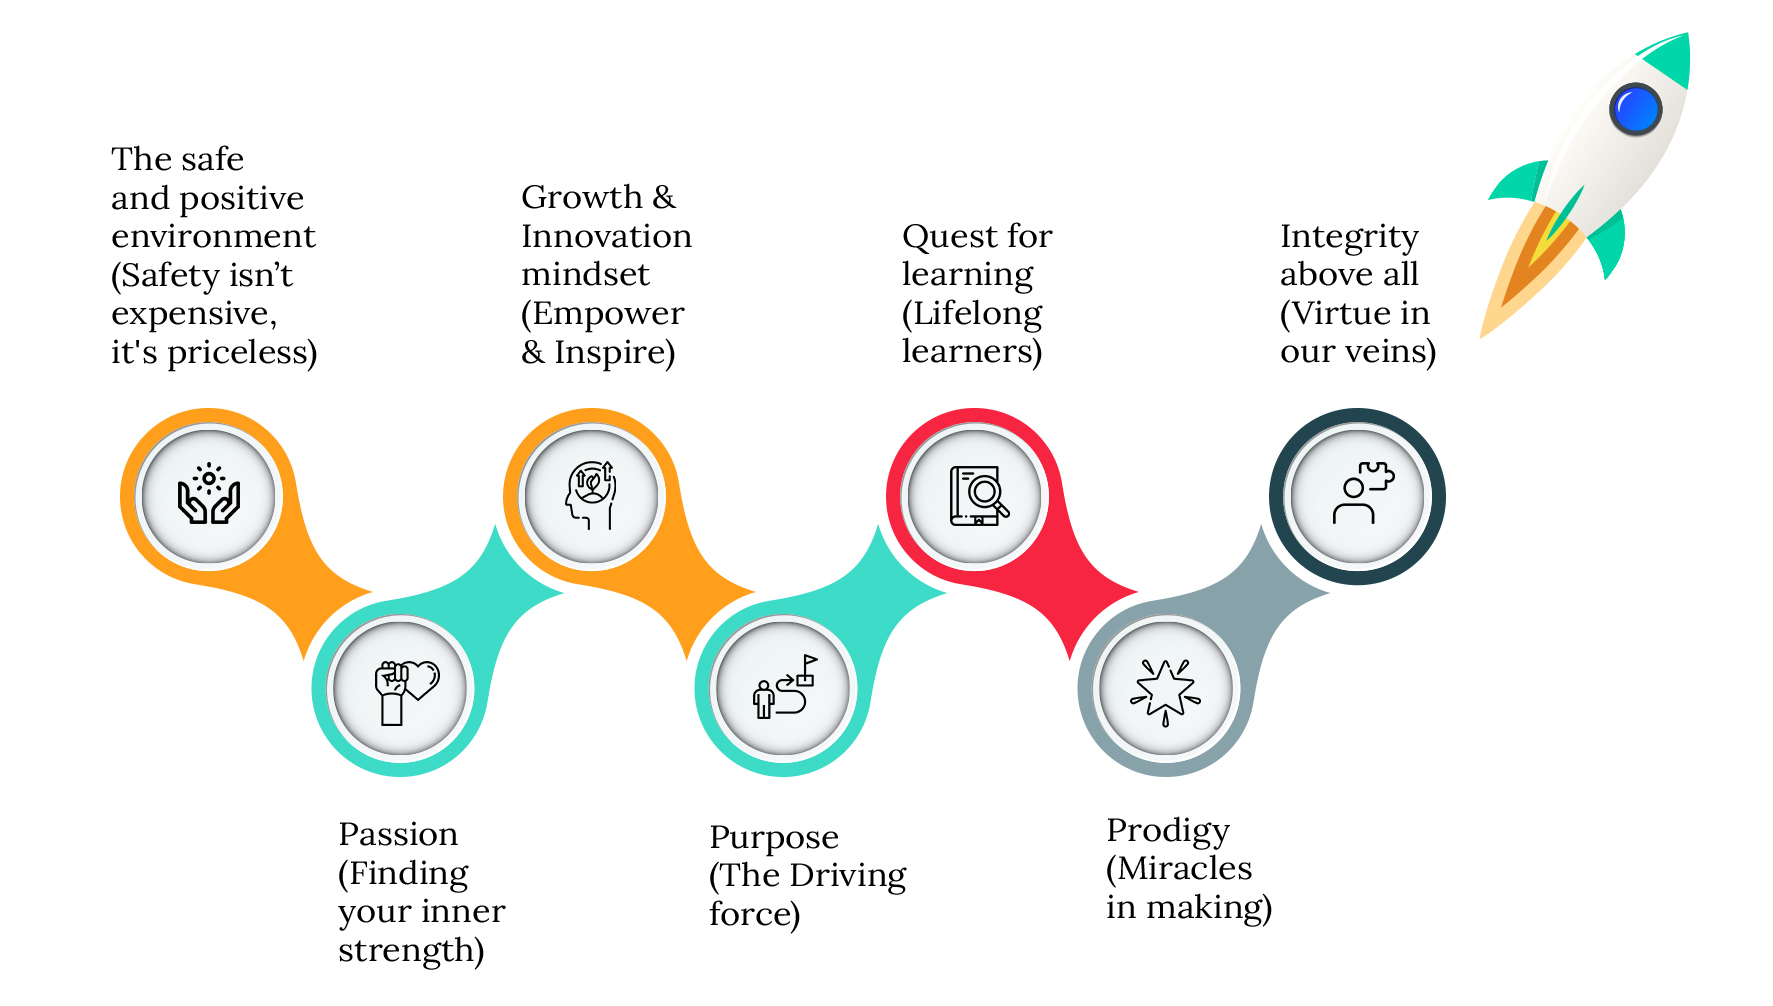 The safe
and positive
environment
(Safety isn’t
expensive,
it's priceless)
Growth &
Innovation
mindset
(Empower
& Inspire)
Quest for
learning
(Lifelong
learners)
Integrity
above all
(Virtue in
our veins)
Passion
(Finding
your inner
strength)
Purpose
(The Driving
force)
Prodigy
(Miracles
in making)